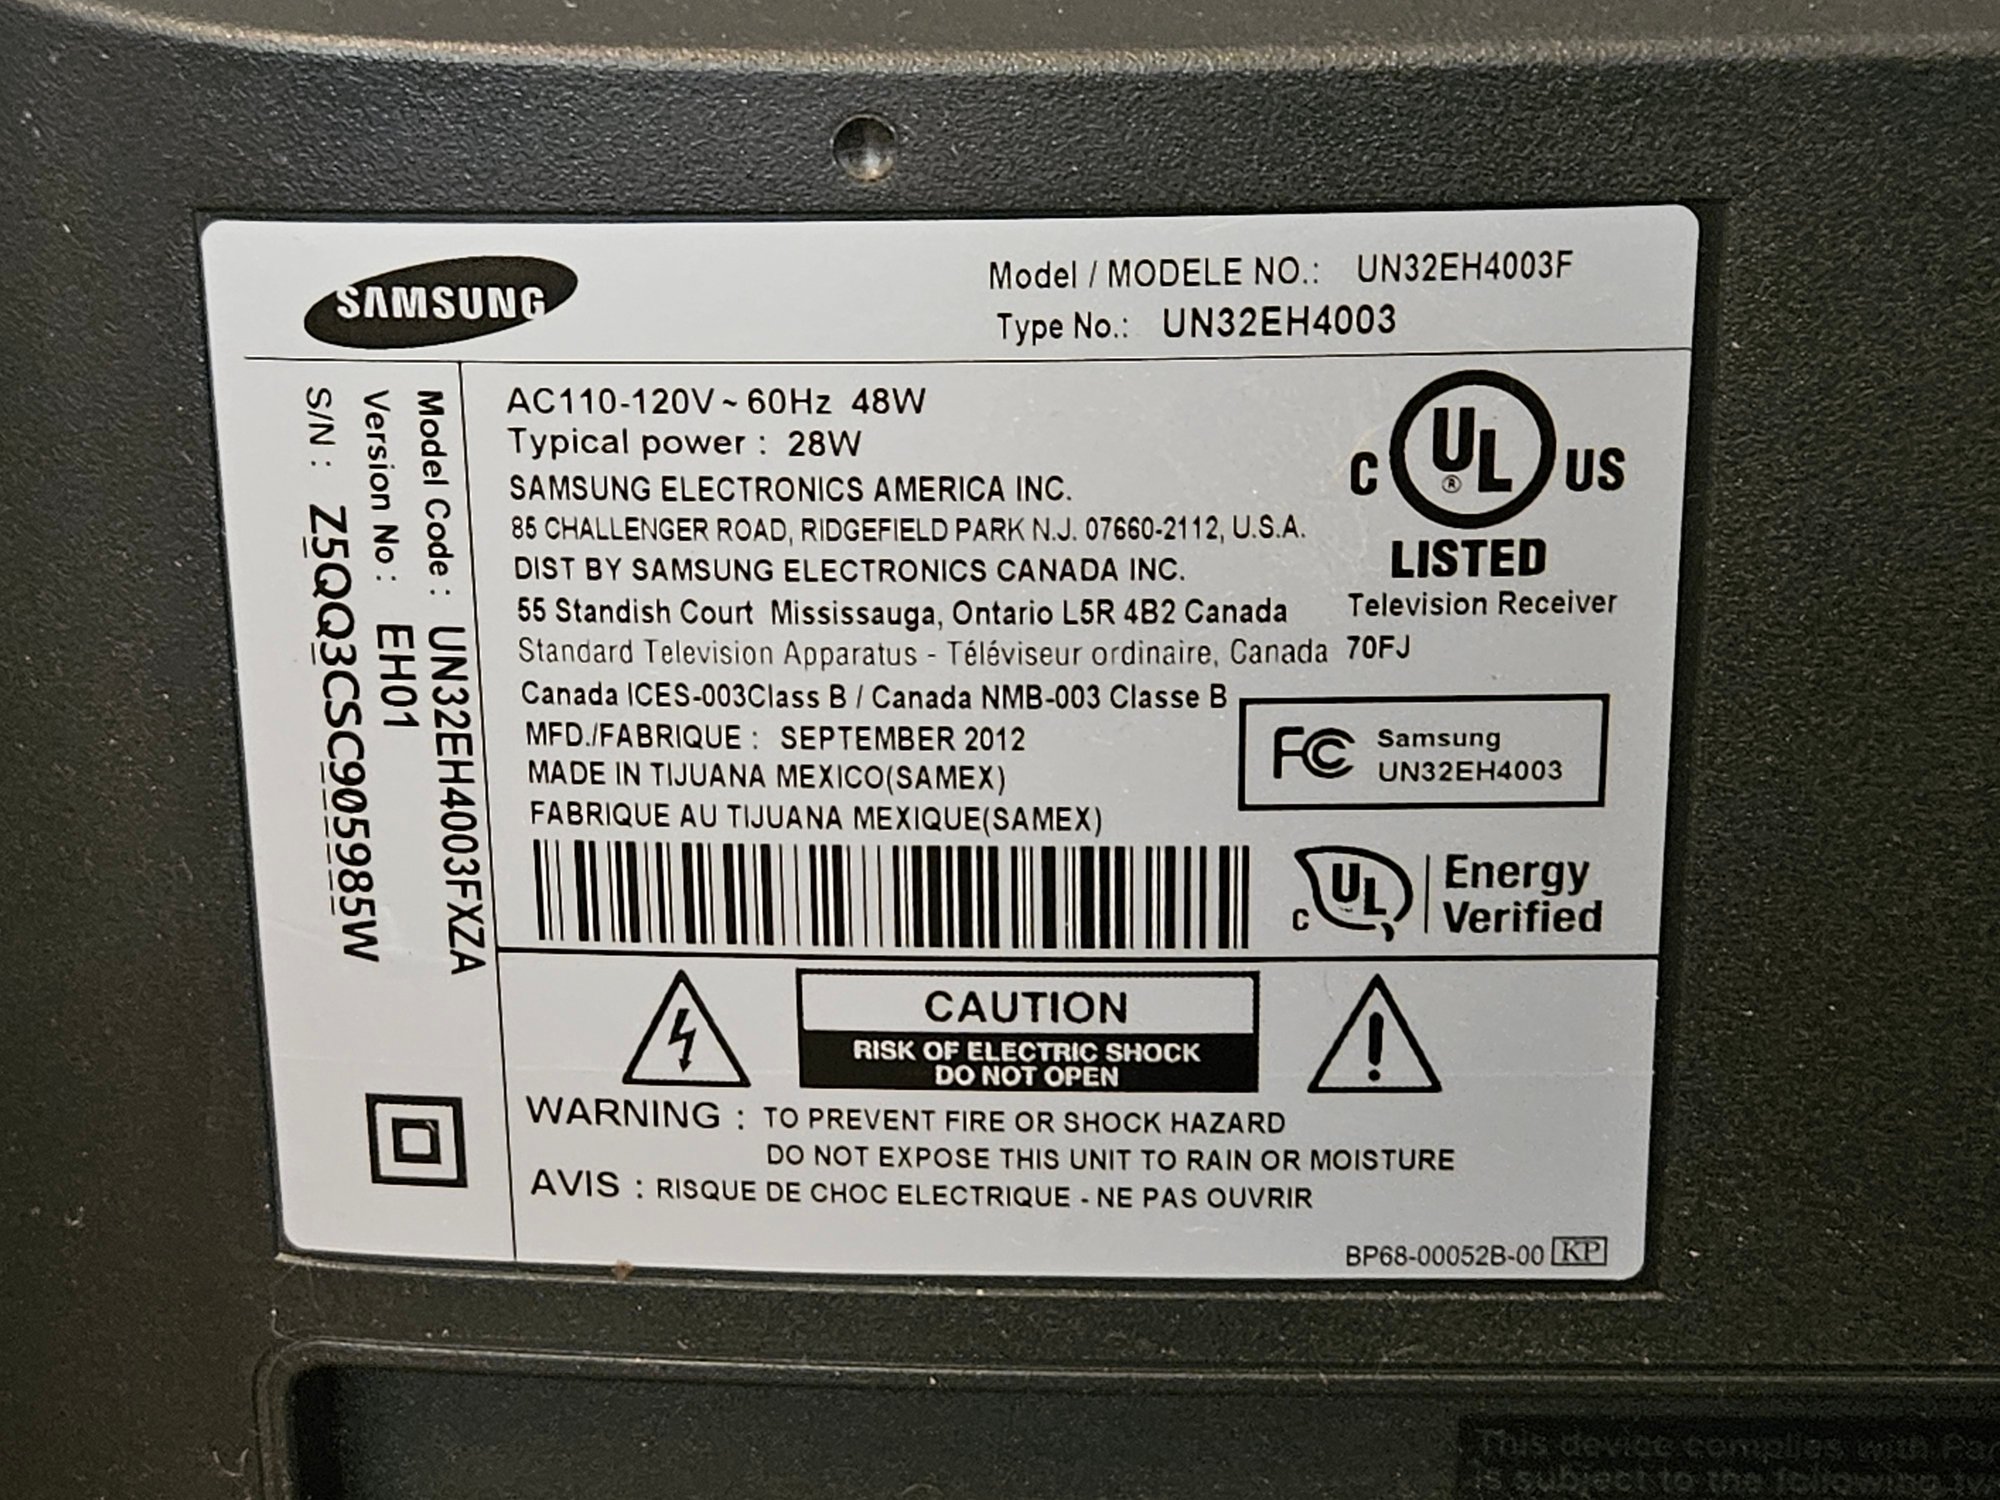 SAMSUNG
Model / MODELE NO.: UN32EH4003F
Type No.: UN32EH4003
Model Code : UN32EH4003FXZA
Version No : EH01
S/N : Z5QQ3CSC905985W
AC110-120V ~ 60Hz 48W
Typical power : 28W
SAMSUNG ELECTRONICS AMERICA INC.
85 CHALLENGER ROAD, RIDGEFIELD PARK N.J. 07660-2112, U.S.A.
DIST BY SAMSUNG ELECTRONICS CANADA INC.
55 Standish Court Mississauga, Ontario L5R 4B2 Canada
Standard Television Apparatus - Téléviseur ordinaire, Canada
Canada ICES-003Class B / Canada NMB-003 Classe B
MFD./FABRIQUE : SEPTEMBER 2012
MADE IN TIJUANA MEXICO(SAMEX)
FABRIQUE AU TIJUANA MEXIQUE(SAMEX)
C UL ® US
LISTED
Television Receiver
70FJ
FC Samsung
UN32EH4003
C UL Energy
Verified
CAUTION
RISK OF ELECTRIC SHOCK
DO NOT OPEN
!
WARNING : TO PREVENT FIRE OR SHOCK HAZARD
DO NOT EXPOSE THIS UNIT TO RAIN OR MOISTURE
AVIS : RISQUE DE CHOC ELECTRIQUE - NE PAS OUVRIR
BP68-00052B-00 KP
This device complies with Pa
is subject to the following